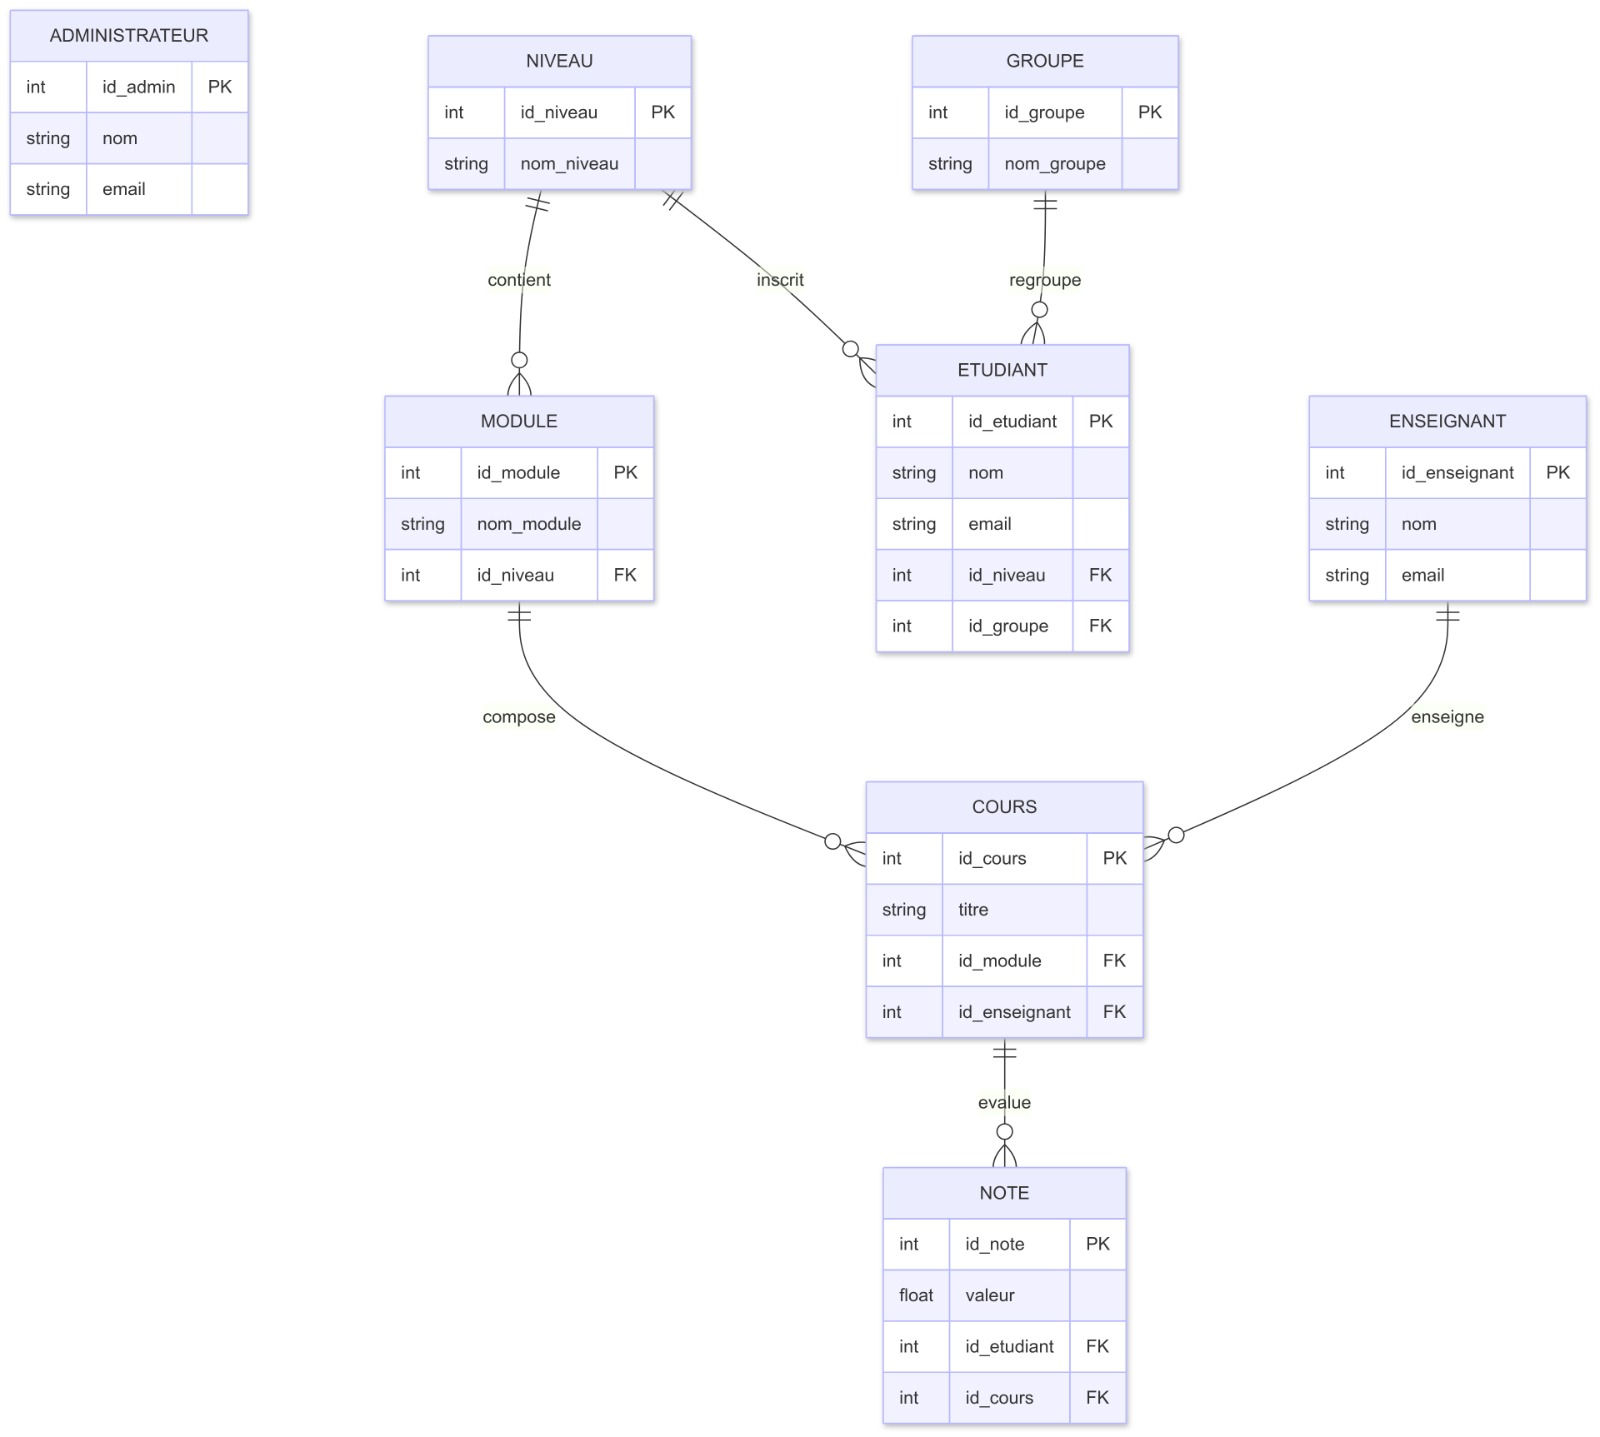 ADMINISTRATEUR
int id_admin PK
string nom
string email
NIVEAU
int id_niveau PK
string nom_niveau
GROUPE
int id_groupe PK
string nom_groupe
contient
inscrit
regroupe
MODULE
int id_module PK
string nom_module
int id_niveau FK
ETUDIANT
int id_etudiant PK
string nom
string email
int id_niveau FK
int id_groupe FK
ENSEIGNANT
int id_enseignant PK
string nom
string email
compose
enseigne
COURS
int id_cours PK
string titre
int id_module FK
int id_enseignant FK
evalue
NOTE
int id_note PK
float valeur
int id_etudiant FK
int id_cours FK